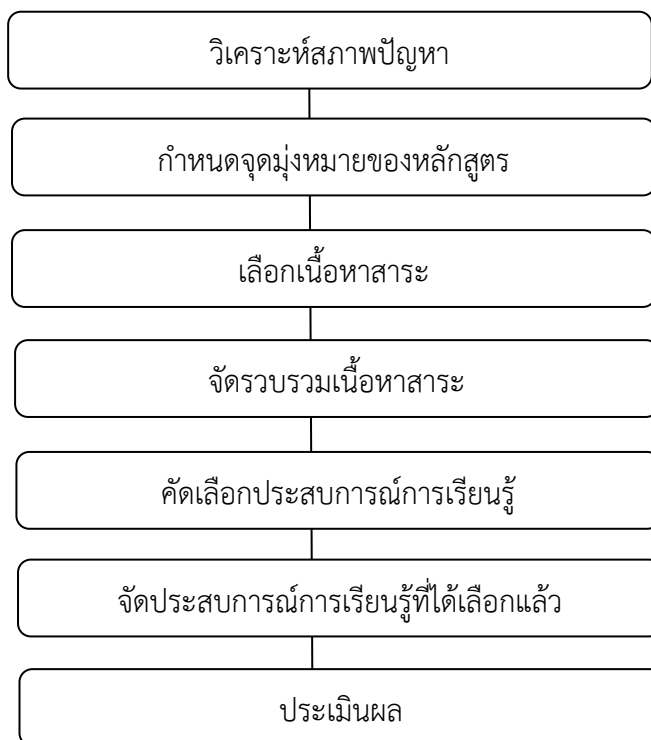 วิเคราะห์สภาพปัญหา
กำหนดจุดมุ่งหมายของหลักสูตร
เลือกเนื้อหาสาระ
จัดรวบรวมเนื้อหาสาระ
คัดเลือกประสบการณ์การเรียนรู้
จัดประสบการณ์การเรียนรู้ที่ได้เลือกแล้ว
ประเมินผล